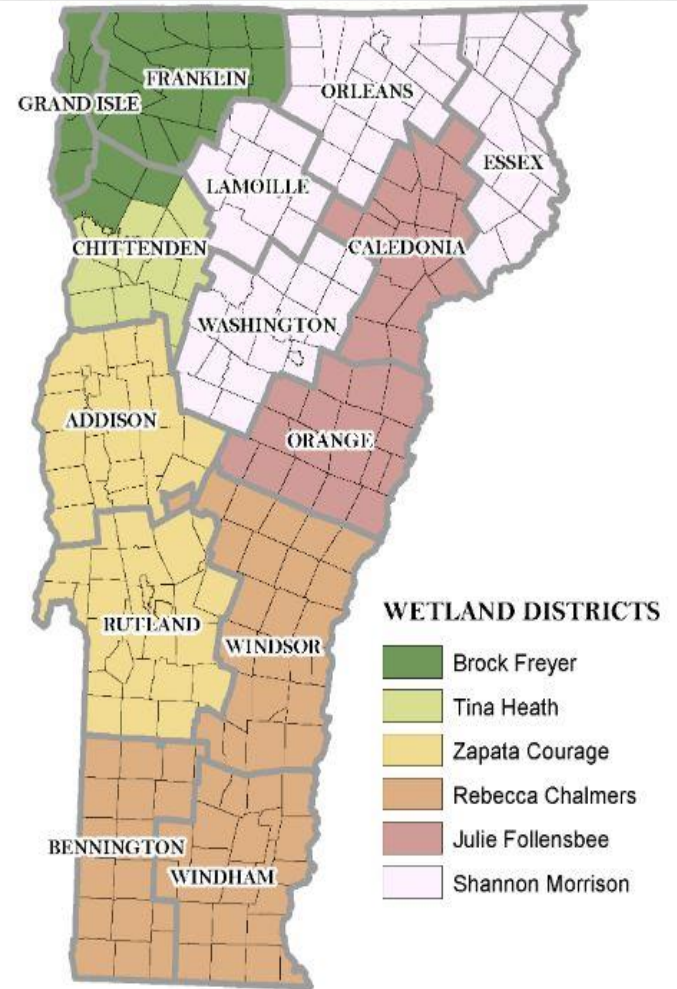 FRANKLIN
GRAND ISLE
ORLEANS
ESSEX
LAMOILLE
CHITTENDEN
CALEDONIA
WASHINGTON
ADDISON
ORANGE
RUTLAND
WINDSOR
BENNINGTON
WINDHAM
WETLAND DISTRICTS
Brock Freyer
Tina Heath
Zapata Courage
Rebecca Chalmers
Julie Follensbee
Shannon Morrison